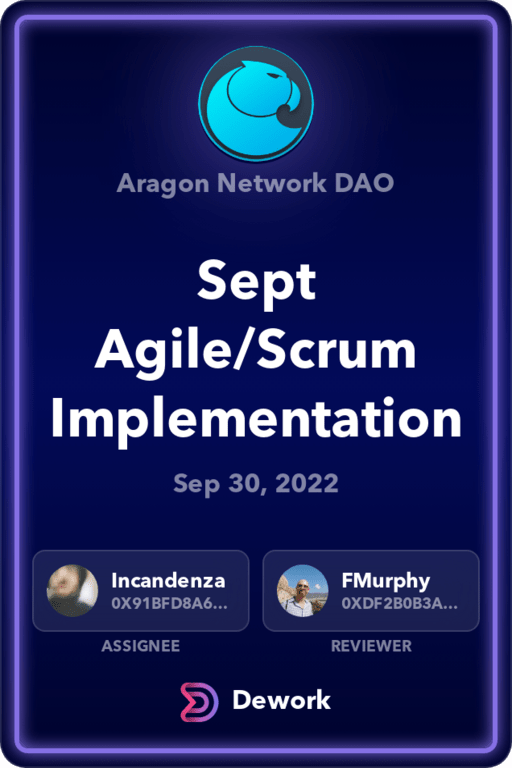 Aragon Network DAO
Sept
Agile/Scrum
Implementation
Sep 30, 2022
Incandenza
0X91BFD8A6...
ASSIGNEE
FMurphy
0XDF2B0B3A...
REVIEWER
Dework